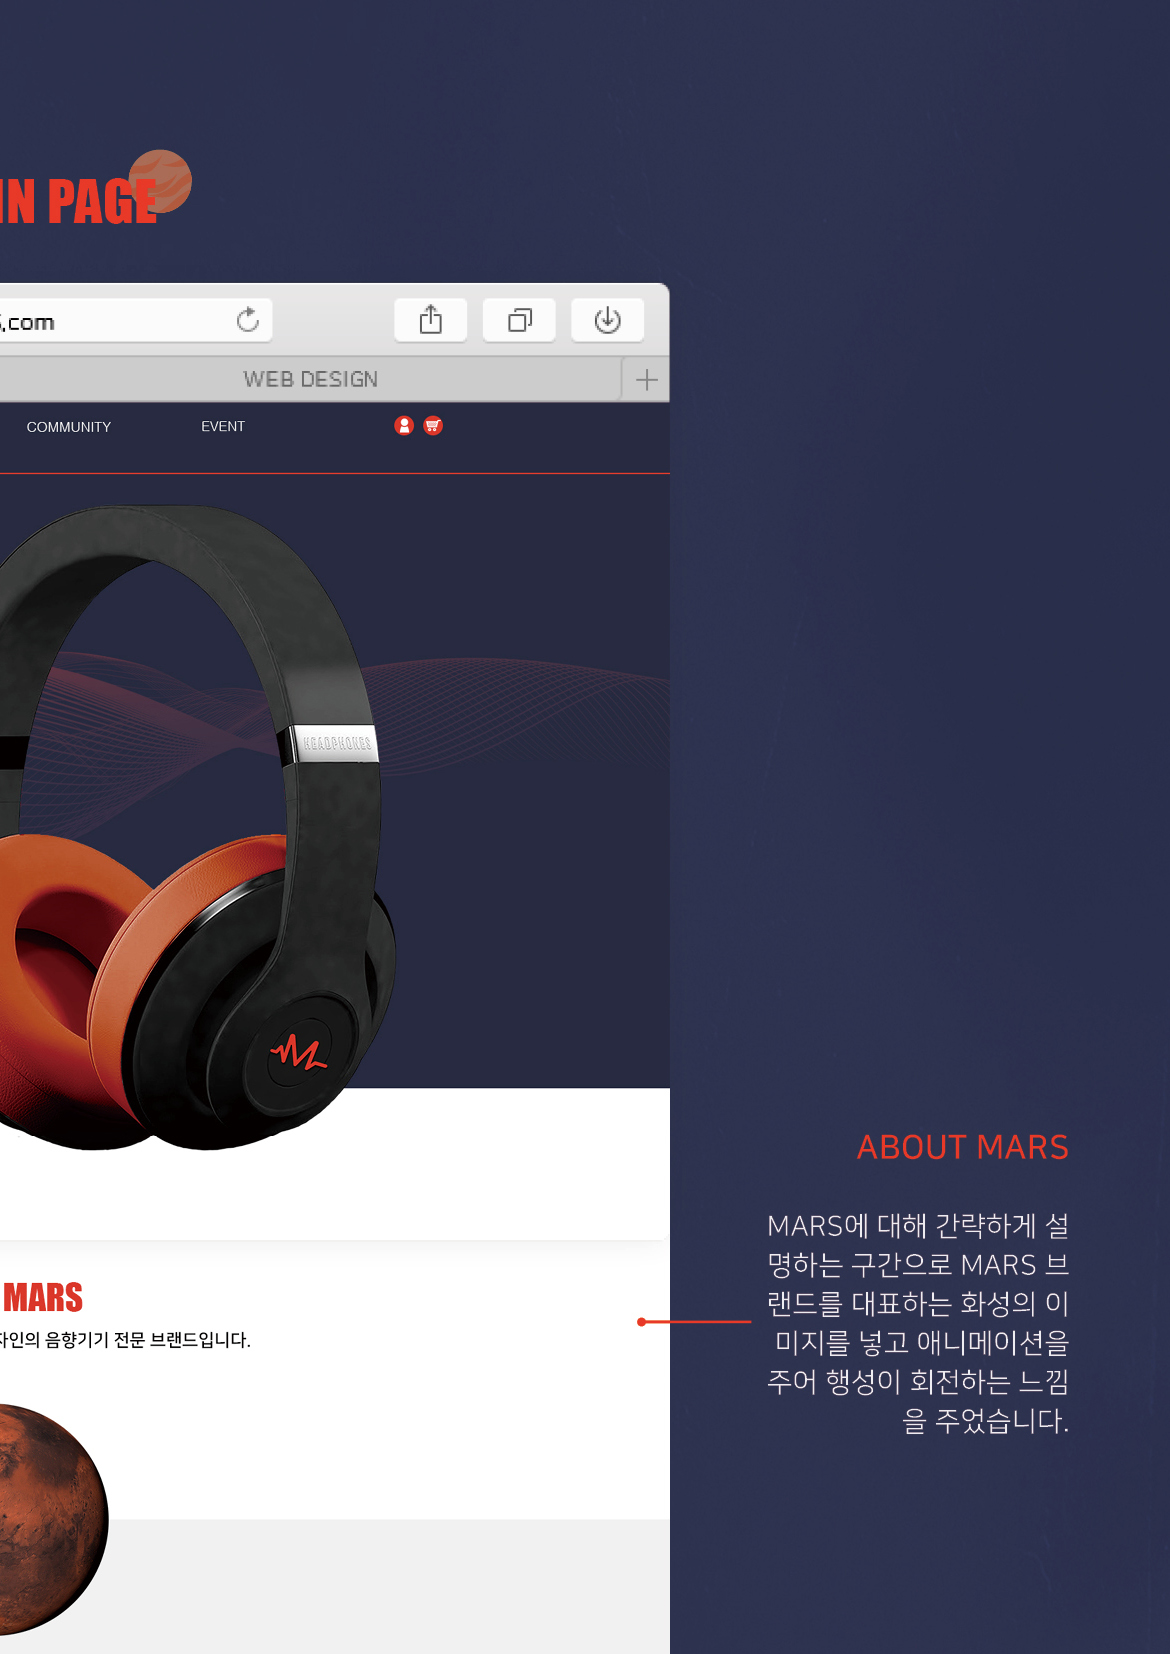 IN PAGE
s.com
WEB DESIGN
COMMUNITY
EVENT
HEADPHONES
ABOUT MARS
MARS에 대해 간략하게 설
명하는 구간으로 MARS 브
랜드를 대표하는 화성의 이
미지를 넣고 애니메이션을
주어 행성이 회전하는 느낌
을 주었습니다.
MARS
자인의 음향기기 전문 브랜드입니다.